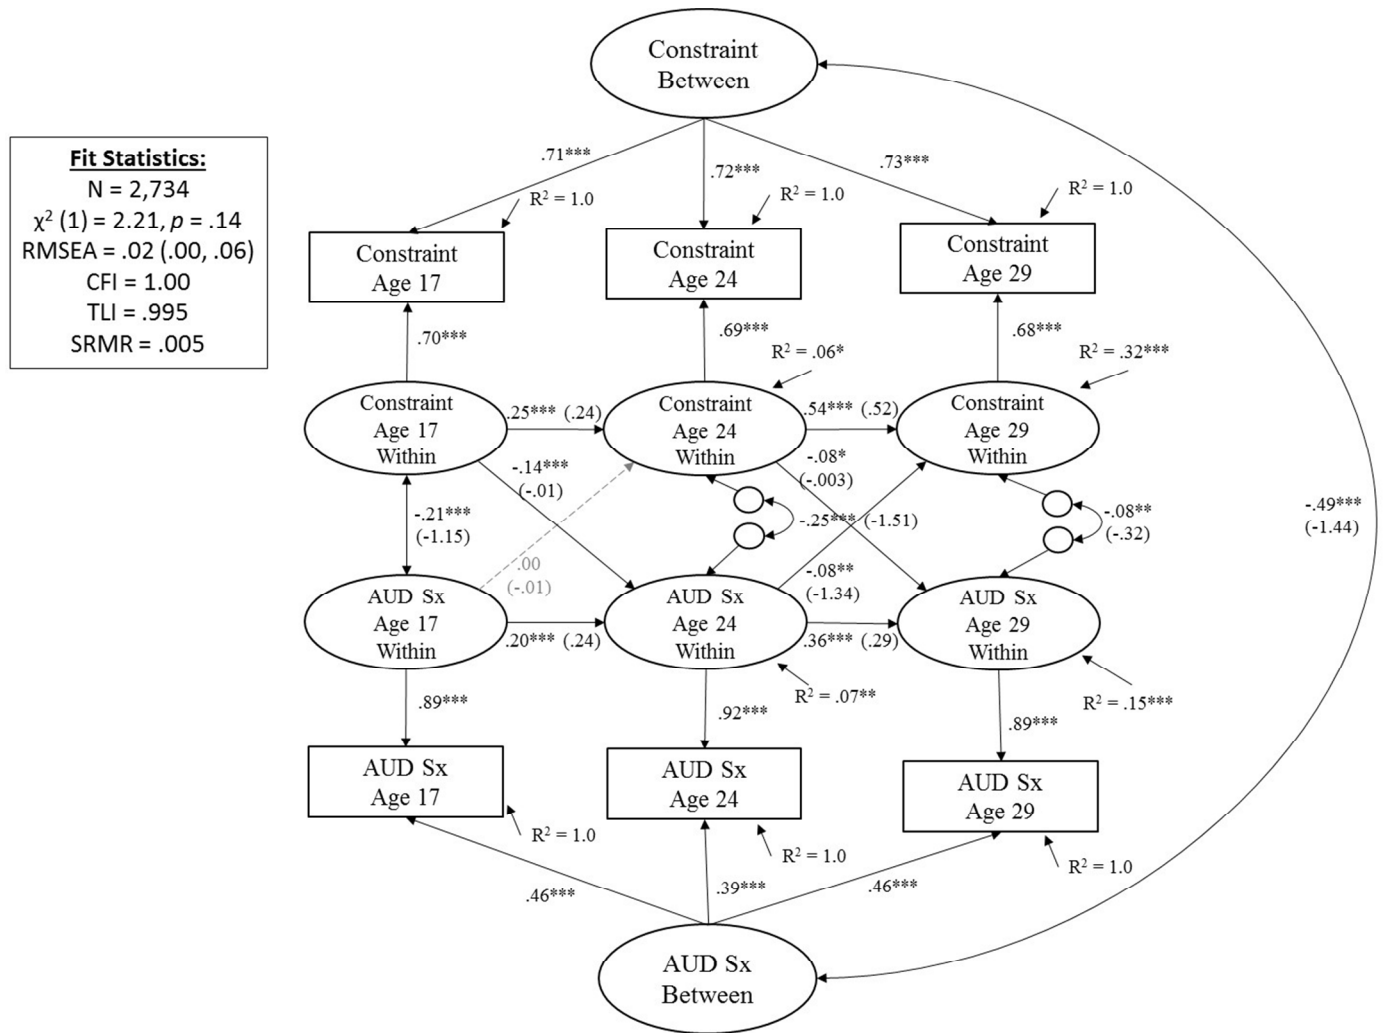 Constraint
Between
Fit Statistics:
N = 2,734
χ² (1) = 2.21, p = .14
RMSEA = .02 (.00, .06)
CFI = 1.00
TLI = .995
SRMR = .005
.71***
.72***
.73***
R² = 1.0
R² = 1.0
R² = 1.0
Constraint
Age 17
Constraint
Age 24
Constraint
Age 29
.70***
.69***
.68***
R² = .06*
R² = .32***
Constraint
Age 17
Within
.25*** (.24)
Constraint
Age 24
Within
.54*** (.52)
Constraint
Age 29
Within
-.14***
(-.01)
-.08*
(-.003)
-.21***
(-1.15)
-.25*** (-1.51)
-.08**
(-.32)
-.49***
(-1.44)
.00
(-.01)
-.08**
(-1.34)
AUD Sx
Age 17
Within
.20*** (.24)
AUD Sx
Age 24
Within
.36*** (.29)
AUD Sx
Age 29
Within
R² = .07**
R² = .15***
.89***
.92***
.89***
AUD Sx
Age 17
AUD Sx
Age 24
AUD Sx
Age 29
R² = 1.0
R² = 1.0
R² = 1.0
.46***
.39***
.46***
AUD Sx
Between